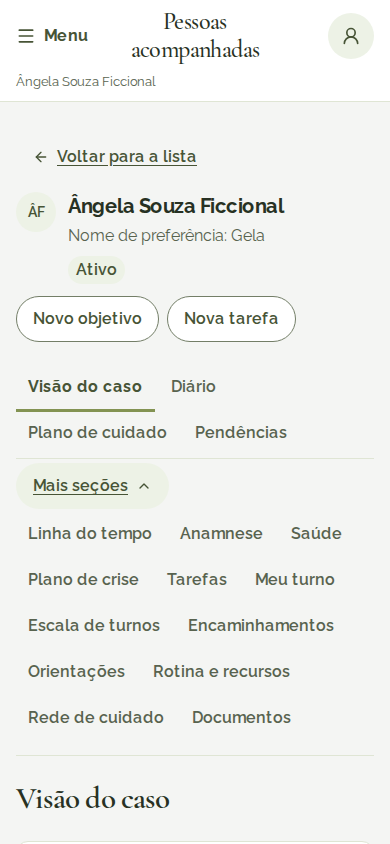 Menu
Pessoas
acompanhadas
Ângela Souza Ficcional
Voltar para a lista
ÂF
Ângela Souza Ficcional
Nome de preferência: Gela
Ativo
Novo objetivo Nova tarefa
Visão do caso Diário
Plano de cuidado Pendências
Mais seções
Linha do tempo Anamnese Saúde
Plano de crise Tarefas Meu turno
Escala de turnos Encaminhamentos
Orientações Rotina e recursos
Rede de cuidado Documentos
Visão do caso